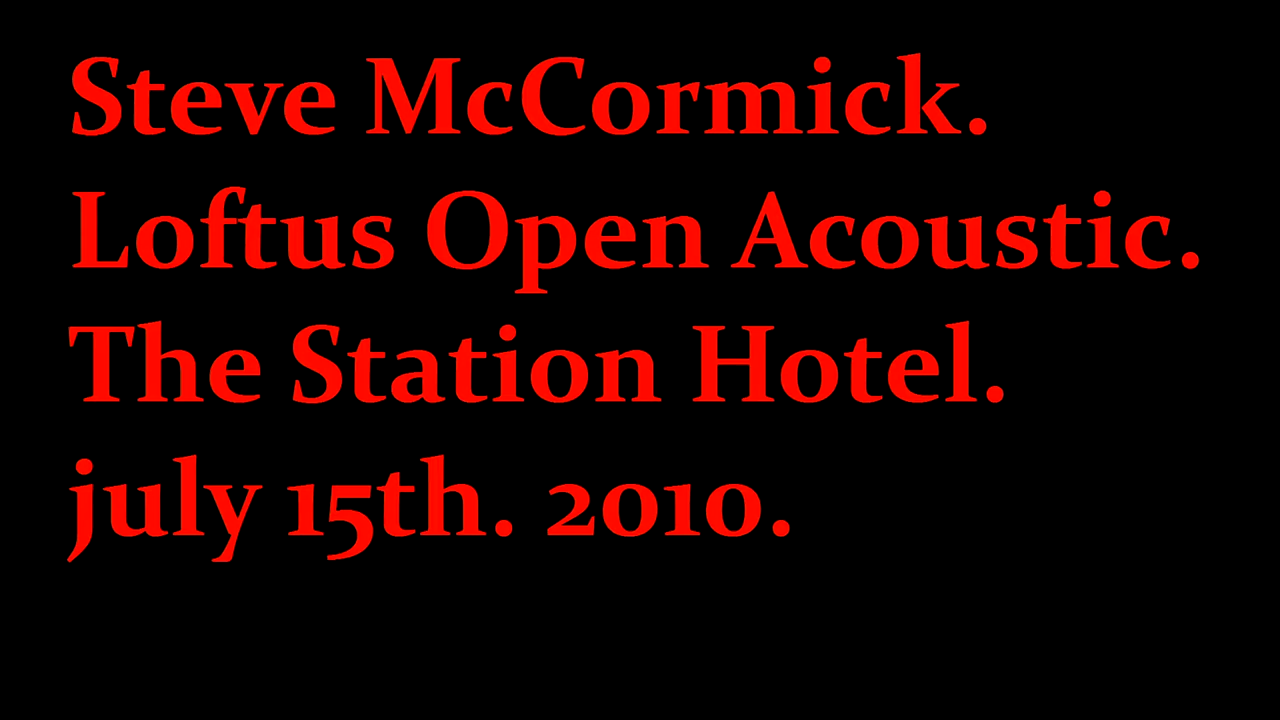 Steve McCormick.
Loftus Open Acoustic.
The Station Hotel.
july 15th. 2010.